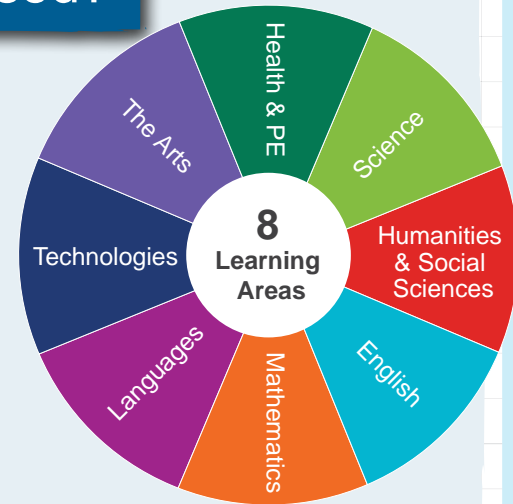 Health & PE
Science
Humanities
& Social
Sciences
English
Mathematics
Languages
Technologies
The Arts
8
Learning
Areas